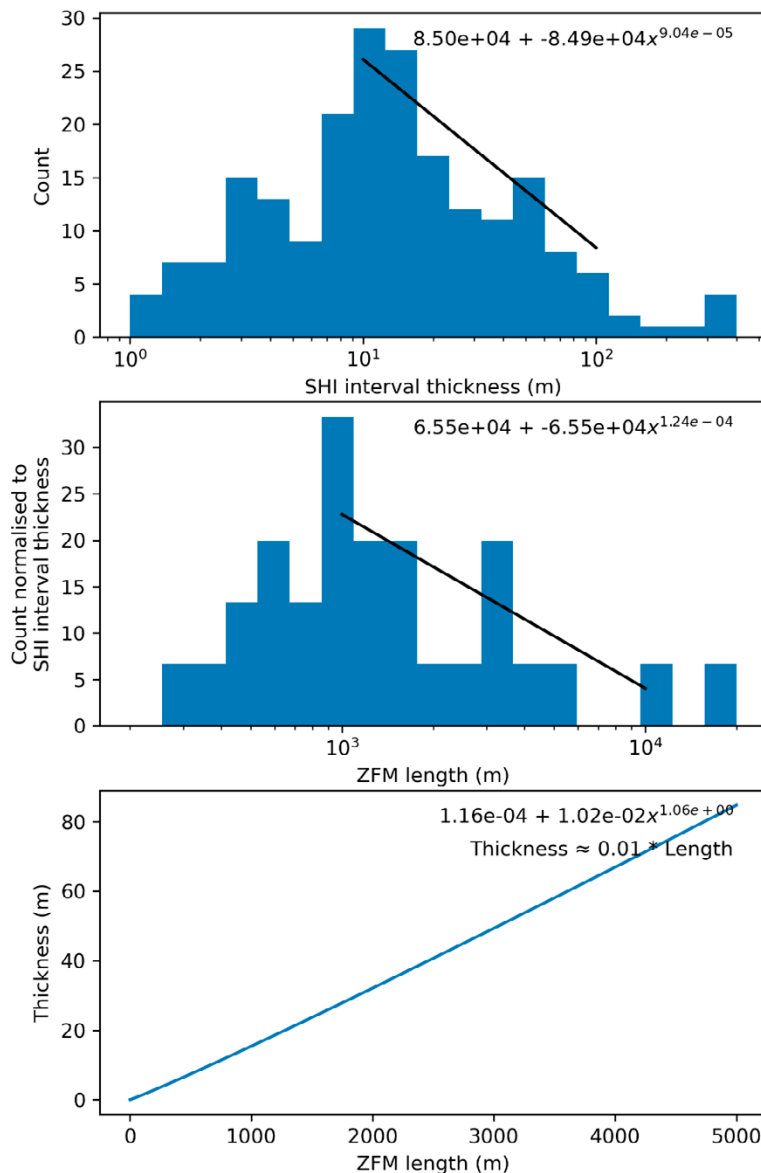 8.50e+04 + -8.49e+04x^9.04e−05
30
25
20
15
10
5
0
Count
10^0
10^1
10^2
SHI interval thickness (m)
6.55e+04 + -6.55e+04x^1.24e−04
30
25
20
15
10
5
0
Count normalised to
SHI interval thickness
10^3
10^4
ZFM length (m)
1.16e-04 + 1.02e-02x^1.06e+00
Thickness ≈ 0.01 * Length
80
60
40
20
0
Thickness (m)
0
1000
2000
3000
4000
5000
ZFM length (m)